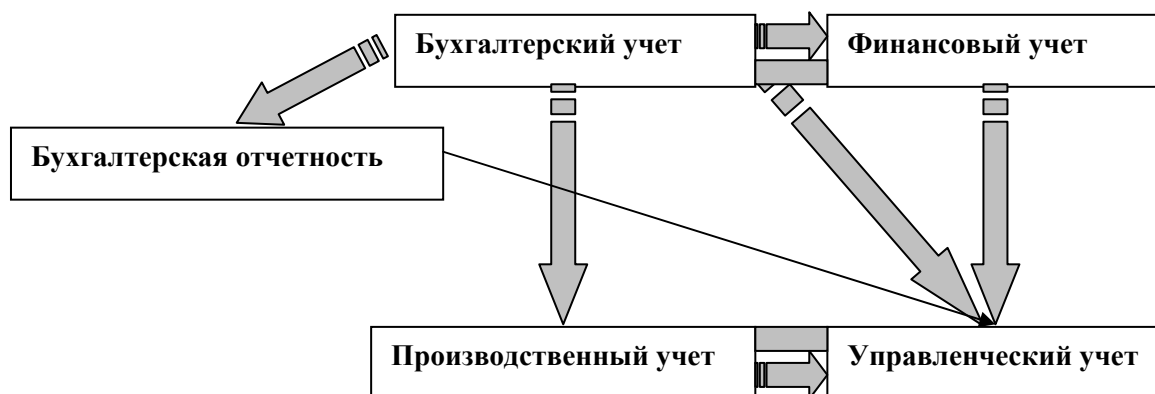 Бухгалтерский учет
Финансовый учет
Бухгалтерская отчетность
Производственный учет
Управленческий учет